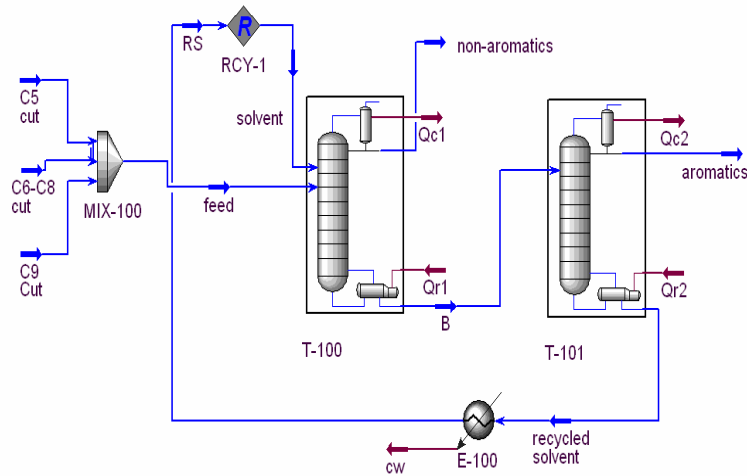 RS
R
RCY-1
non-aromatics
C5
cut
solvent
Qc1
Qc2
C6-C8
cut
MIX-100
feed
aromatics
C9
Cut
Qr1
B
Qr2
T-100
T-101
cw
E-100
recycled
solvent